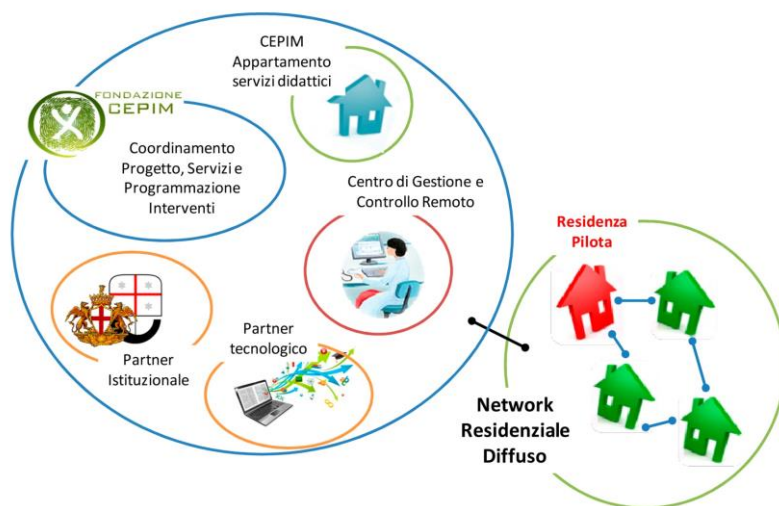 CEPIM
Appartamento
servizi didattici
FONDAZIONE
CEPIM
Coordinamento
Progetto, Servizi e
Programmazione
Interventi
Centro di Gestione e
Controllo Remoto
Partner
Istituzionale
Partner
tecnologico
Residenza
Pilota
Network
Residenziale
Diffuso